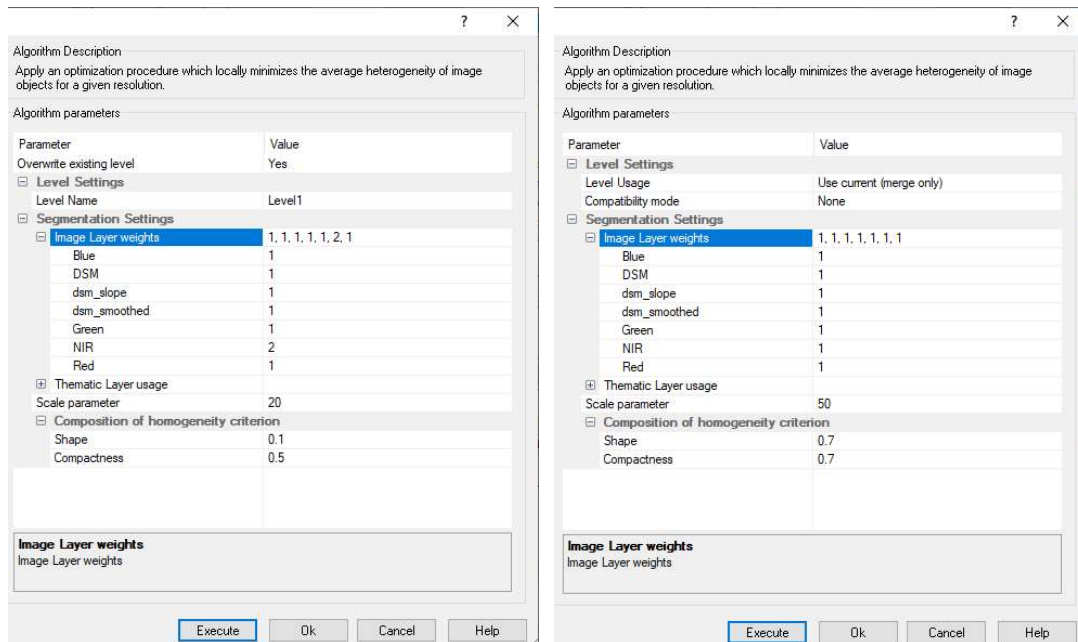 ? ×
Algorithm Description
Apply an optimization procedure which locally minimizes the average heterogeneity of image
objects for a given resolution.
Algorithm parameters
Parameter Value
Overwrite existing level Yes
Level Settings
Level Name Level1
Segmentation Settings
Image Layer weights 1, 1, 1, 1, 1, 2, 1
Blue 1
DSM 1
dsm_slope 1
dsm_smoothed 1
Green 1
NIR 2
Red 1
Thematic Layer usage
Scale parameter 20
Composition of homogeneity criterion
Shape 0.1
Compactness 0.5
Image Layer weights
Image Layer weights
Execute Ok Cancel Help
? ×
Algorithm Description
Apply an optimization procedure which locally minimizes the average heterogeneity of image
objects for a given resolution.
Algorithm parameters
Parameter Value
Level Settings
Level Usage Use current (merge only)
Compatibility mode None
Segmentation Settings
Image Layer weights 1, 1, 1, 1, 1, 1, 1
Blue 1
DSM 1
dsm_slope 1
dsm_smoothed 1
Green 1
NIR 1
Red 1
Thematic Layer usage
Scale parameter 50
Composition of homogeneity criterion
Shape 0.7
Compactness 0.7
Image Layer weights
Image Layer weights
Execute Ok Cancel Help